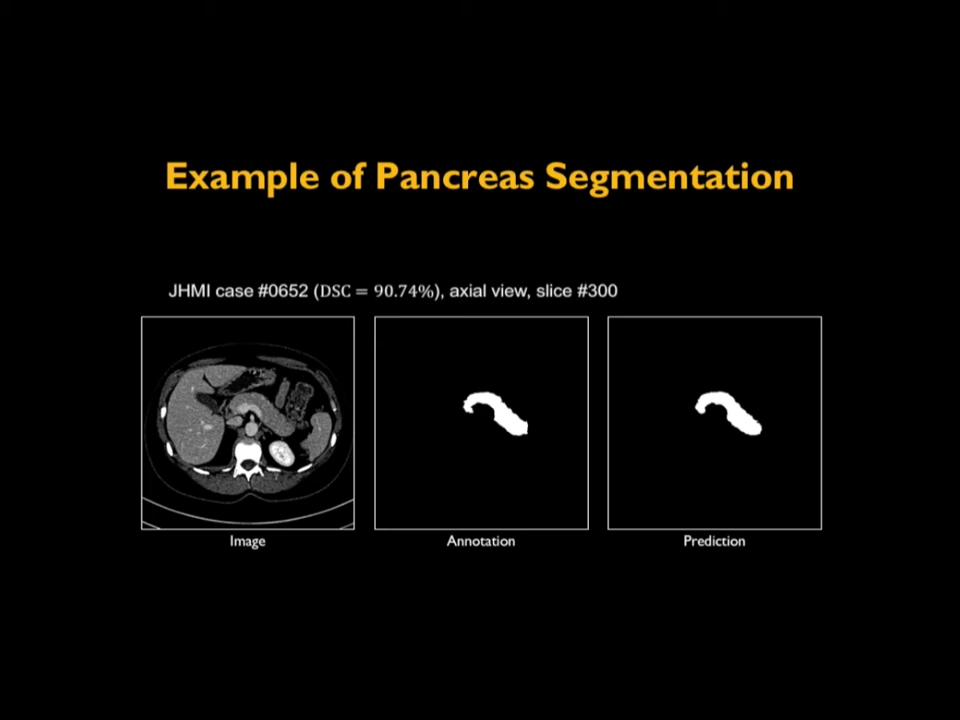 Example of Pancreas Segmentation
JHMI case #0652 (DSC = 90.74%), axial view, slice #300
Image
Annotation
Prediction